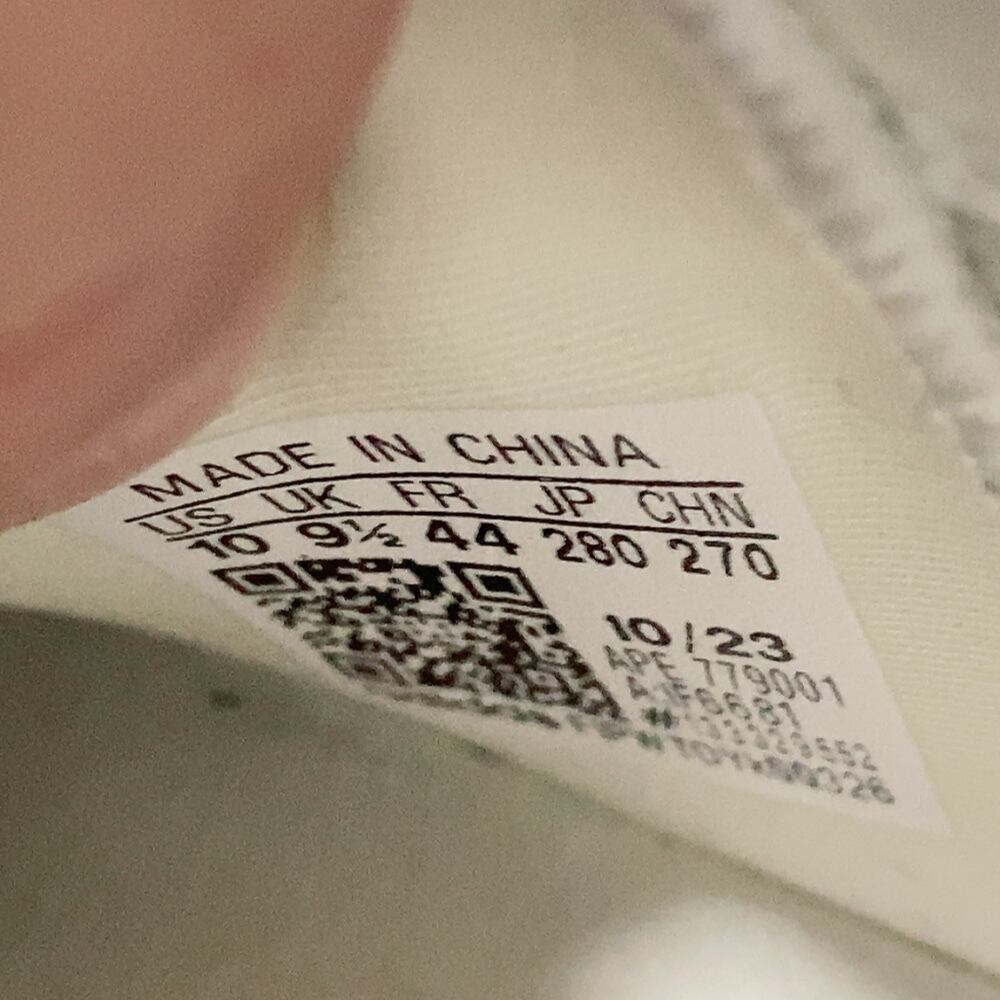 MADE IN CHINA
US UK FR JP CHN
10 9½ 44 280 270
10/23
APE 779001